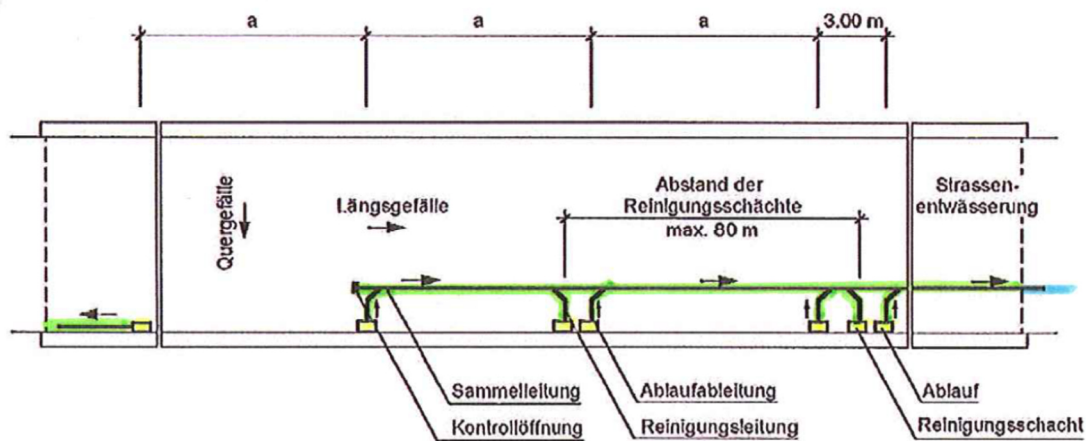 a a a 3.00 m
Quergefälle
Längsgefälle
Abstand der
Reinigungsschächte
max. 80 m
Strassen-
entwässerung
Sammelleitung
Kontrollöffnung
Ablaufableitung
Reinigungsleitung
Ablauf
Reinigungsschacht